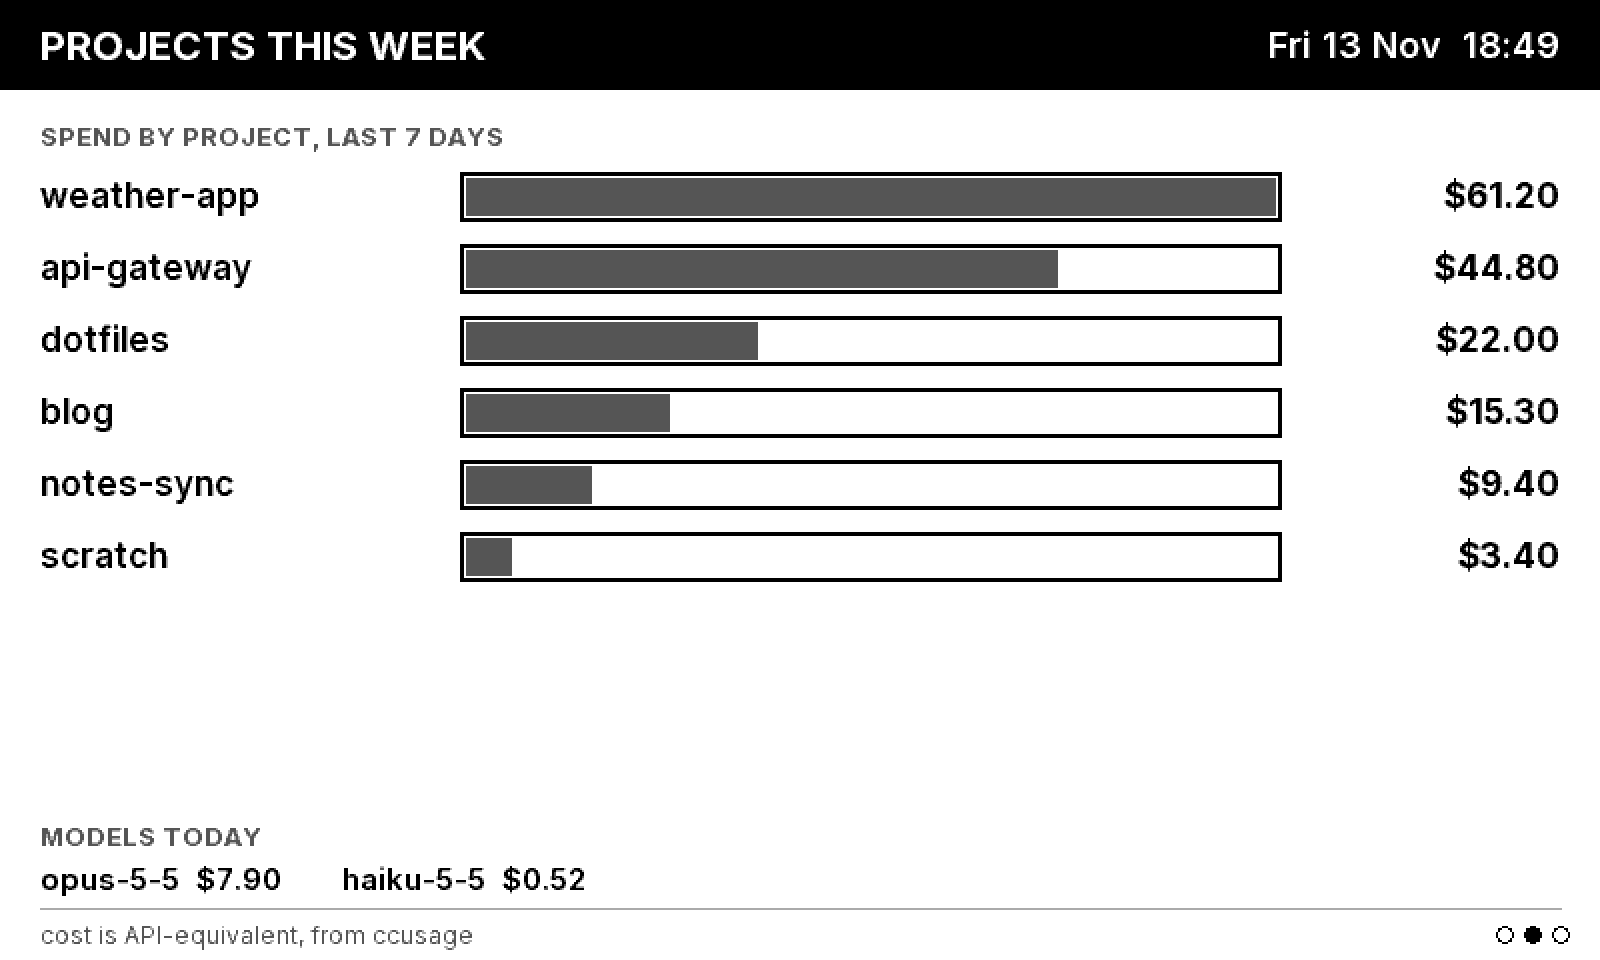 PROJECTS THIS WEEK Fri 13 Nov 18:49
SPEND BY PROJECT, LAST 7 DAYS
weather-app $61.20
api-gateway $44.80
dotfiles $22.00
blog $15.30
notes-sync $9.40
scratch $3.40
MODELS TODAY
opus-5-5 $7.90 haiku-5-5 $0.52
cost is API-equivalent, from ccusage